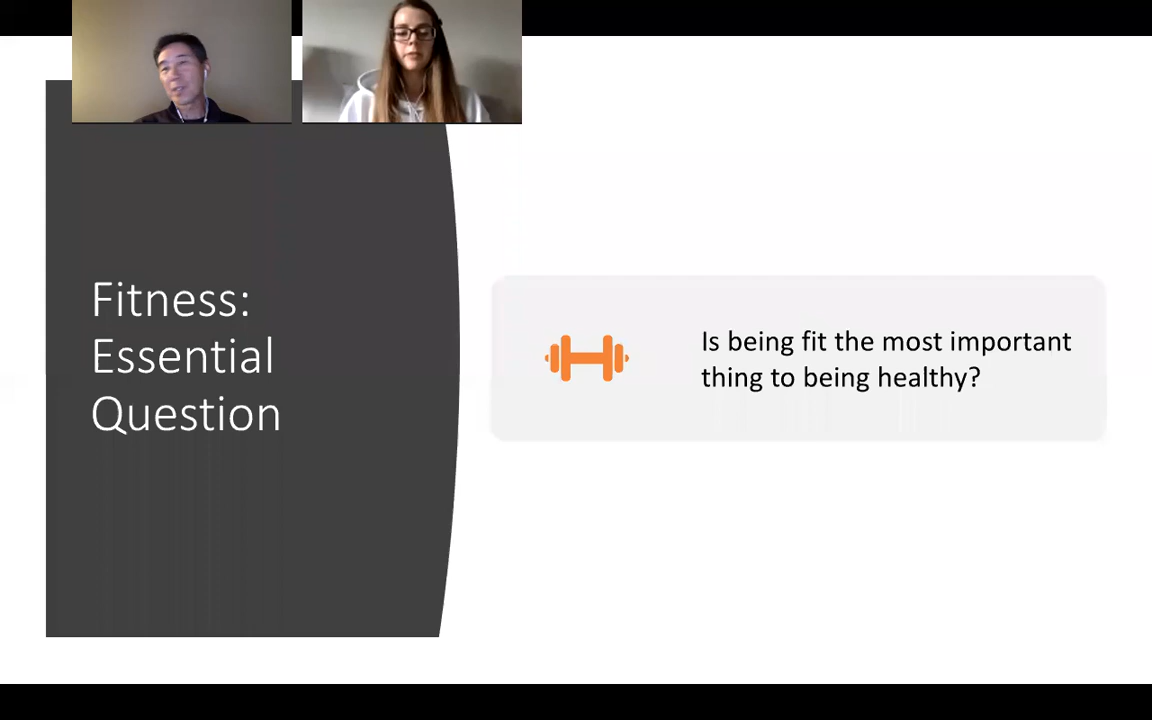 Fitness:
Essential
Question
Is being fit the most important
thing to being healthy?